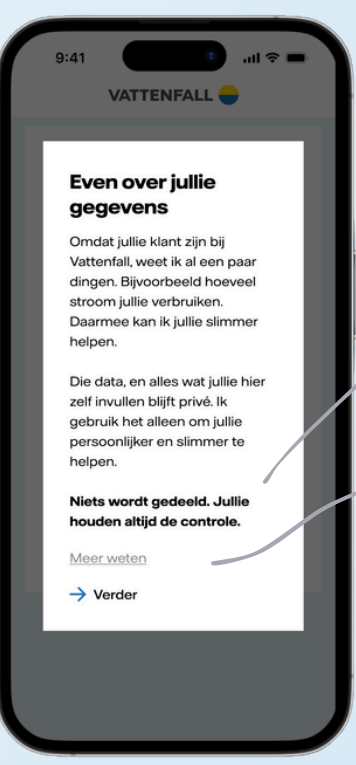 9:41
VATTENFALL
Even over jullie
gegevens
Omdat jullie klant zijn bij
Vattenfall, weet ik al een paar
dingen. Bijvoorbeeld hoeveel
stroom jullie verbruiken.
Daarmee kan ik jullie slimmer
helpen.
Die data, en alles wat jullie hier
zelf invullen blijft privé. Ik
gebruik het alleen om jullie
persoonlijker en slimmer te
helpen.
Niets wordt gedeeld. Jullie
houden altijd de controle.
Meer weten
Verder